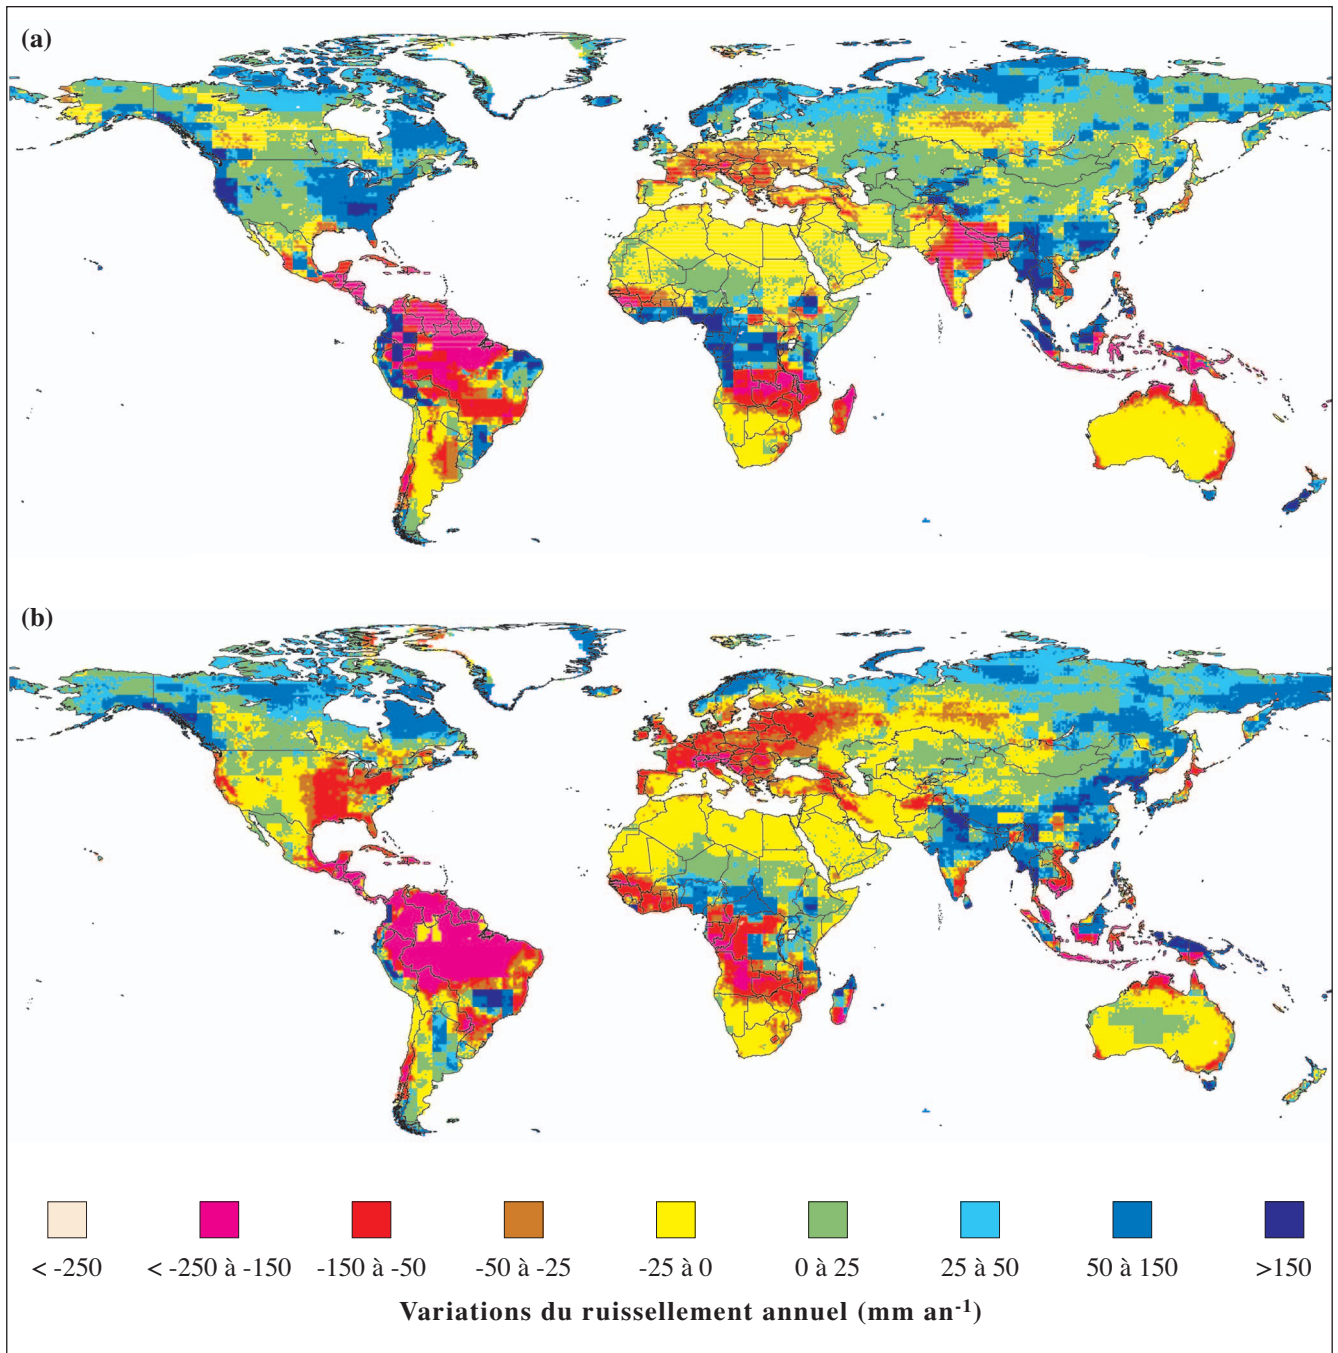 (a)
(b)
< -250
< -250 à -150
-150 à -50
-50 à -25
-25 à 0
0 à 25
25 à 50
50 à 150
>150
Variations du ruissellement annuel (mm an-1)